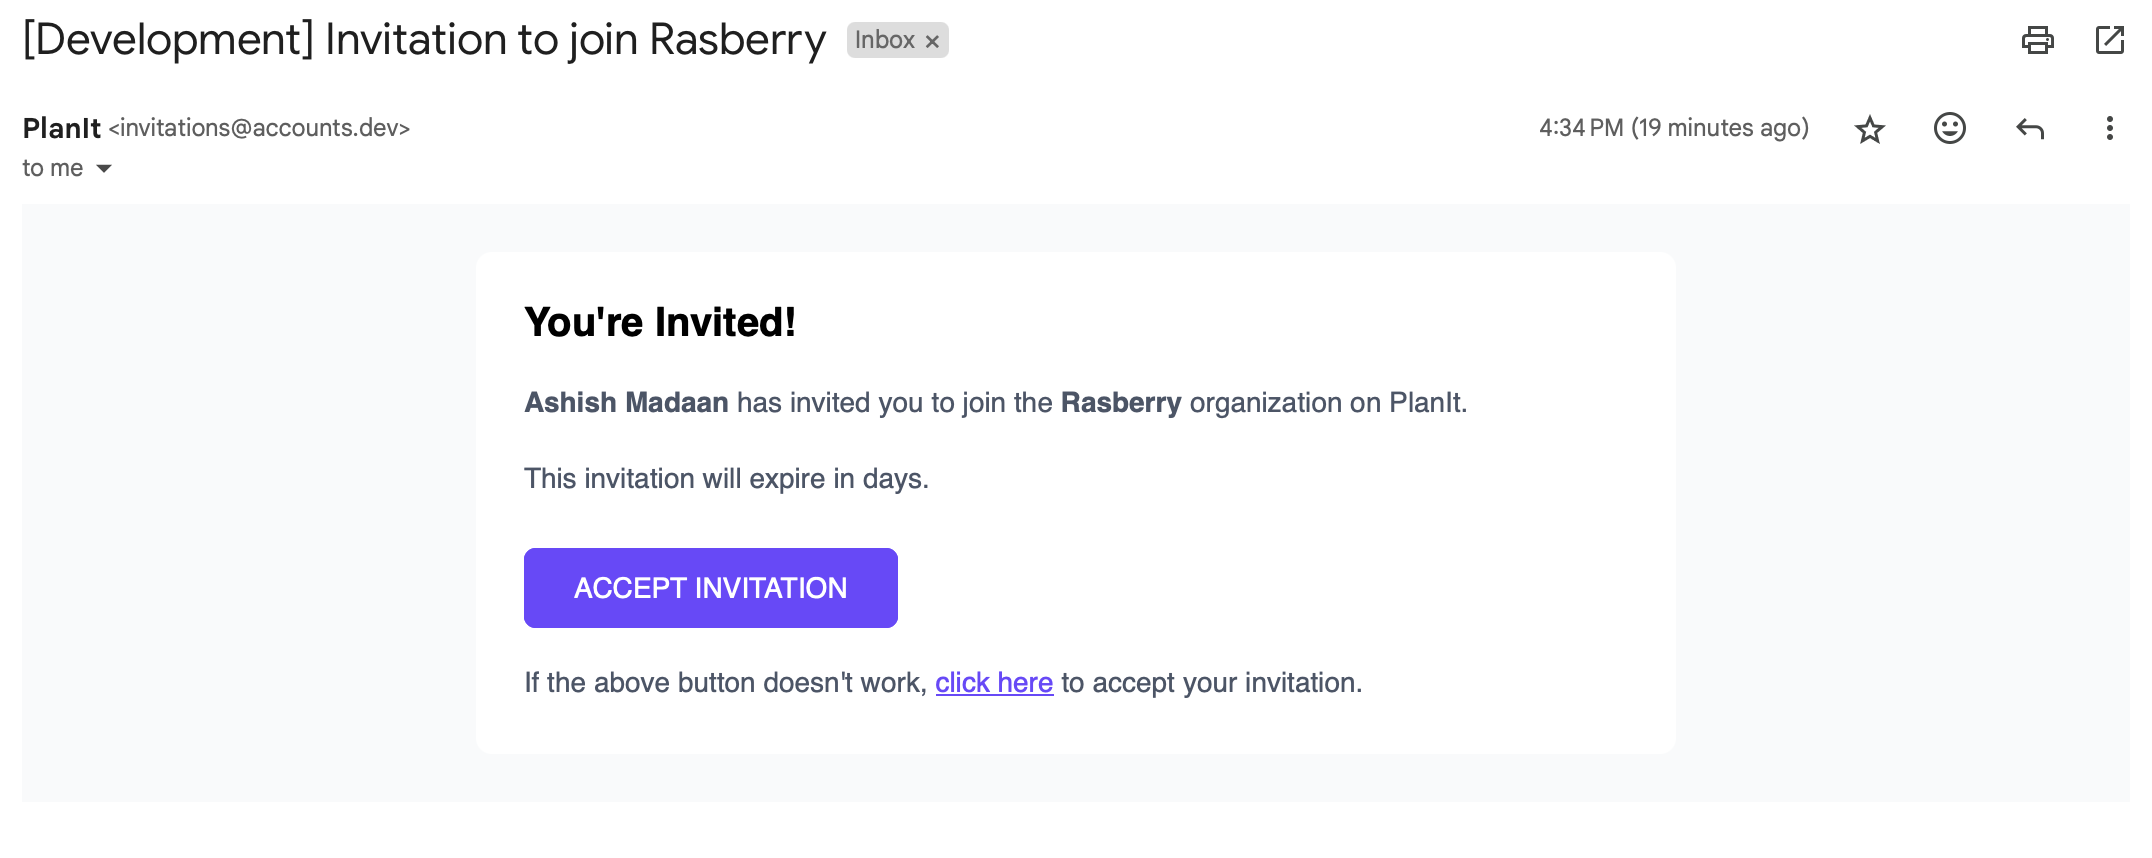 [Development] Invitation to join Rasberry Inbox ×
PlanIt <invitations@accounts.dev> 4:34 PM (19 minutes ago)
to me
You're Invited!
Ashish Madaan has invited you to join the Rasberry organization on PlanIt.
This invitation will expire in days.
ACCEPT INVITATION
If the above button doesn't work, click here to accept your invitation.